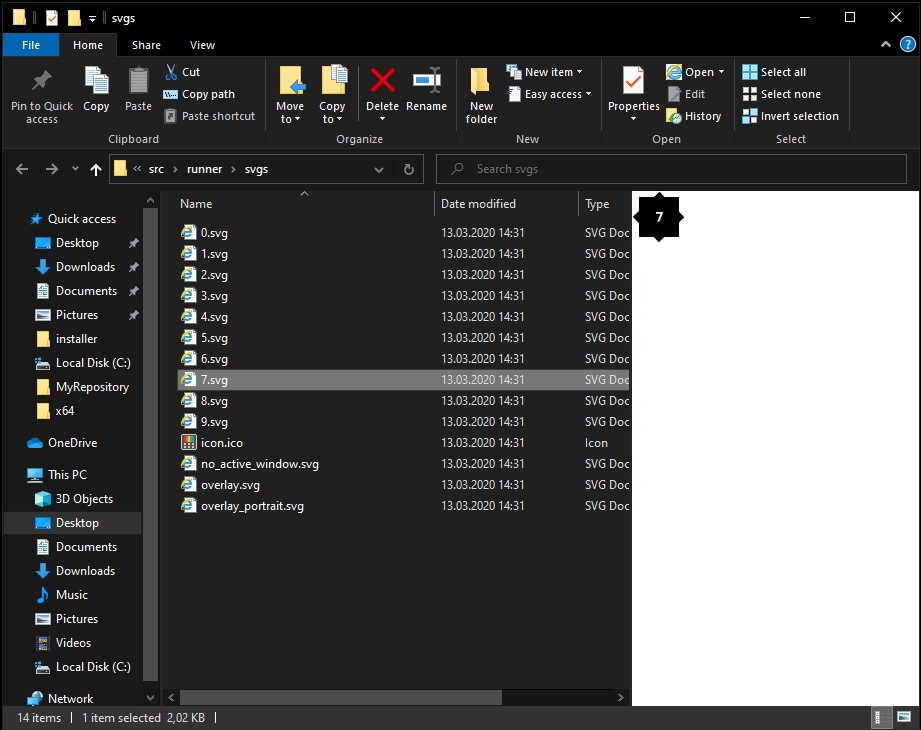 svgs
File Home Share View
Pin to Quick access
Copy
Paste
Cut
Copy path
Paste shortcut
Clipboard
Move to
Copy to
Delete
Rename
Organize
New folder
New item
Easy access
New
Properties
Open
Edit
History
Open
Select all
Select none
Invert selection
Select
« src > runner > svgs
Search svgs
Quick access
Desktop
Downloads
Documents
Pictures
installer
Local Disk (C:)
MyRepository
x64
OneDrive
This PC
3D Objects
Desktop
Documents
Downloads
Music
Pictures
Videos
Local Disk (C:)
Network
Name Date modified Type
0.svg 13.03.2020 14:31 SVG Doc
1.svg 13.03.2020 14:31 SVG Doc
2.svg 13.03.2020 14:31 SVG Doc
3.svg 13.03.2020 14:31 SVG Doc
4.svg 13.03.2020 14:31 SVG Doc
5.svg 13.03.2020 14:31 SVG Doc
6.svg 13.03.2020 14:31 SVG Doc
7.svg 13.03.2020 14:31 SVG Doc
8.svg 13.03.2020 14:31 SVG Doc
9.svg 13.03.2020 14:31 SVG Doc
icon.ico 13.03.2020 14:31 Icon
no_active_window.svg 13.03.2020 14:31 SVG Doc
overlay.svg 13.03.2020 14:31 SVG Doc
overlay_portrait.svg 13.03.2020 14:31 SVG Doc
7
14 items 1 item selected 2,02 KB